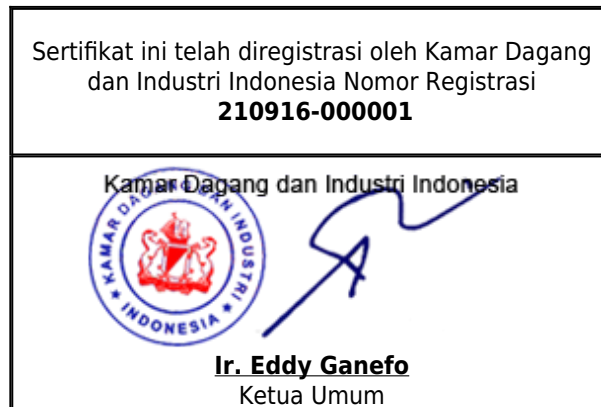 Sertifikat ini telah diregistrasi oleh Kamar Dagang
dan Industri Indonesia Nomor Registrasi
210916-000001
Kamar Dagang dan Industri Indonesia
KAMAR DAGANG DAN INDUSTRI
INDONESIA
Ir. Eddy Ganefo
Ketua Umum